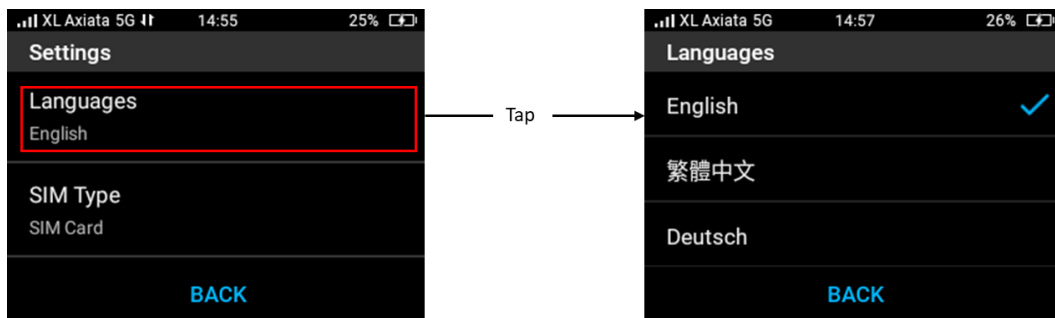 XL Axiata 5G 14:55 25%
Settings
Languages
English
SIM Type
SIM Card
BACK
Tap
XL Axiata 5G 14:57 26%
Languages
English
繁體中文
Deutsch
BACK